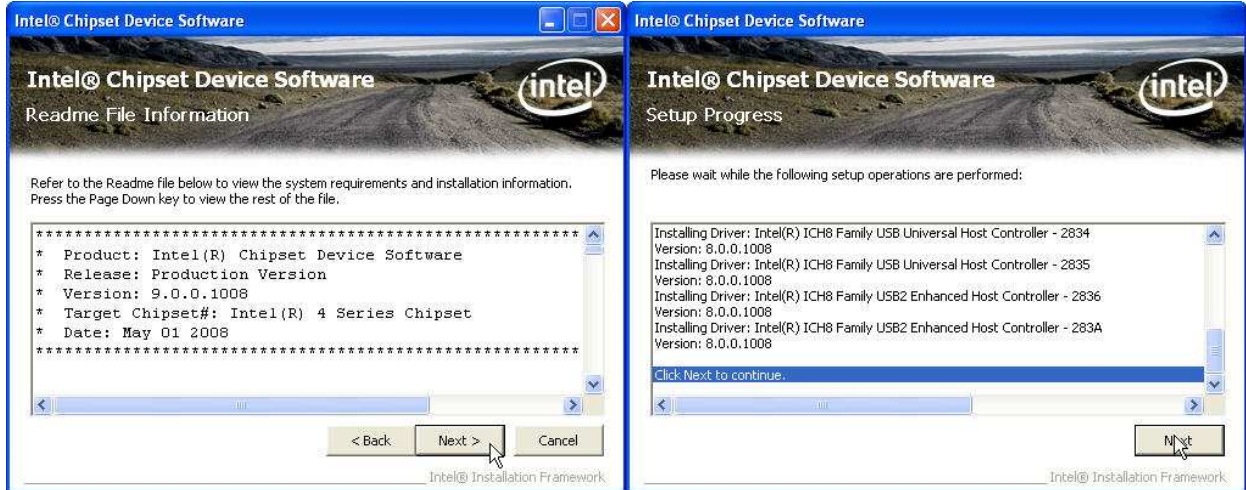 Intel® Chipset Device Software
Intel® Chipset Device Software
Readme File Information
intel
Refer to the Readme file below to view the system requirements and installation information.
Press the Page Down key to view the rest of the file.
************************************************************
* Product: Intel(R) Chipset Device Software
* Release: Production Version
* Version: 9.0.0.1008
* Target Chipset#: Intel(R) 4 Series Chipset
* Date: May 01 2008
************************************************************
< Back Next > Cancel
Intel® Installation Framework
Intel® Chipset Device Software
Intel® Chipset Device Software
Setup Progress
intel
Please wait while the following setup operations are performed:
Installing Driver: Intel(R) ICH8 Family USB Universal Host Controller - 2834
Version: 8.0.0.1008
Installing Driver: Intel(R) ICH8 Family USB Universal Host Controller - 2835
Version: 8.0.0.1008
Installing Driver: Intel(R) ICH8 Family USB2 Enhanced Host Controller - 2836
Version: 8.0.0.1008
Installing Driver: Intel(R) ICH8 Family USB2 Enhanced Host Controller - 283A
Version: 8.0.0.1008
Click Next to continue.
Next
Intel® Installation Framework